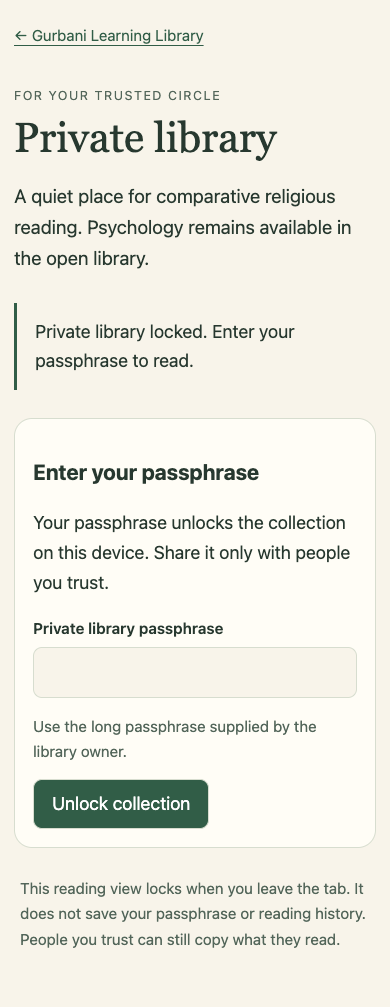 ← Gurbani Learning Library
FOR YOUR TRUSTED CIRCLE
Private library
A quiet place for comparative religious
reading. Psychology remains available in
the open library.
Private library locked. Enter your
passphrase to read.
Enter your passphrase
Your passphrase unlocks the collection
on this device. Share it only with people
you trust.
Private library passphrase
Use the long passphrase supplied by the
library owner.
Unlock collection
This reading view locks when you leave the tab. It
does not save your passphrase or reading history.
People you trust can still copy what they read.